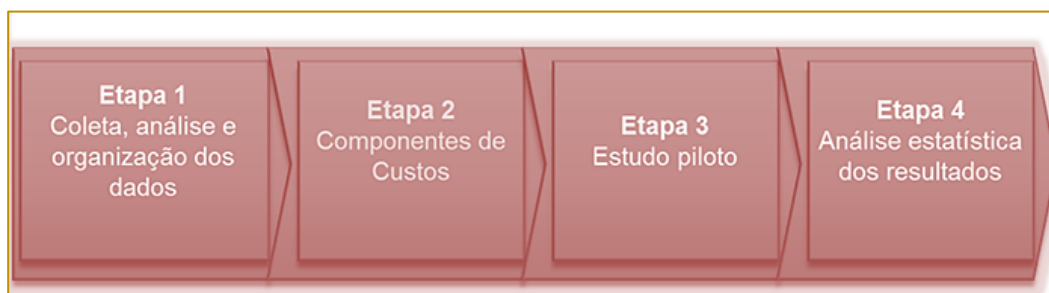 Etapa 1
Coleta, análise e
organização dos
dados
Etapa 2
Componentes de
Custos
Etapa 3
Estudo piloto
Etapa 4
Análise estatística
dos resultados